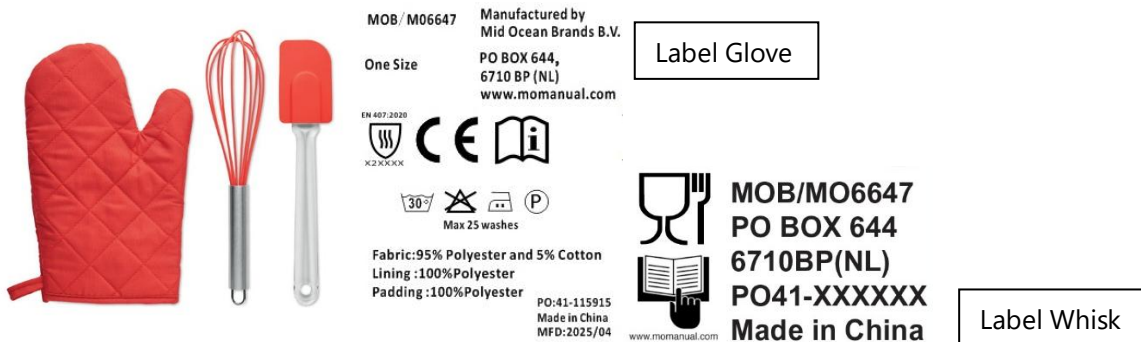 MOB/M06647
Manufactured by
Mid Ocean Brands B.V.
One Size
PO BOX 644,
6710 BP (NL)
www.momanual.com
EN 407:2020
X2XXXX
CE
30°
P
Max 25 washes
Fabric:95% Polyester and 5% Cotton
Lining :100%Polyester
Padding :100%Polyester
PO:41-115915
Made in China
MFD:2025/04
Label Glove
MOB/MO6647
PO BOX 644
6710BP(NL)
PO41-XXXXXX
Made in China
www.momanual.com
Label Whisk